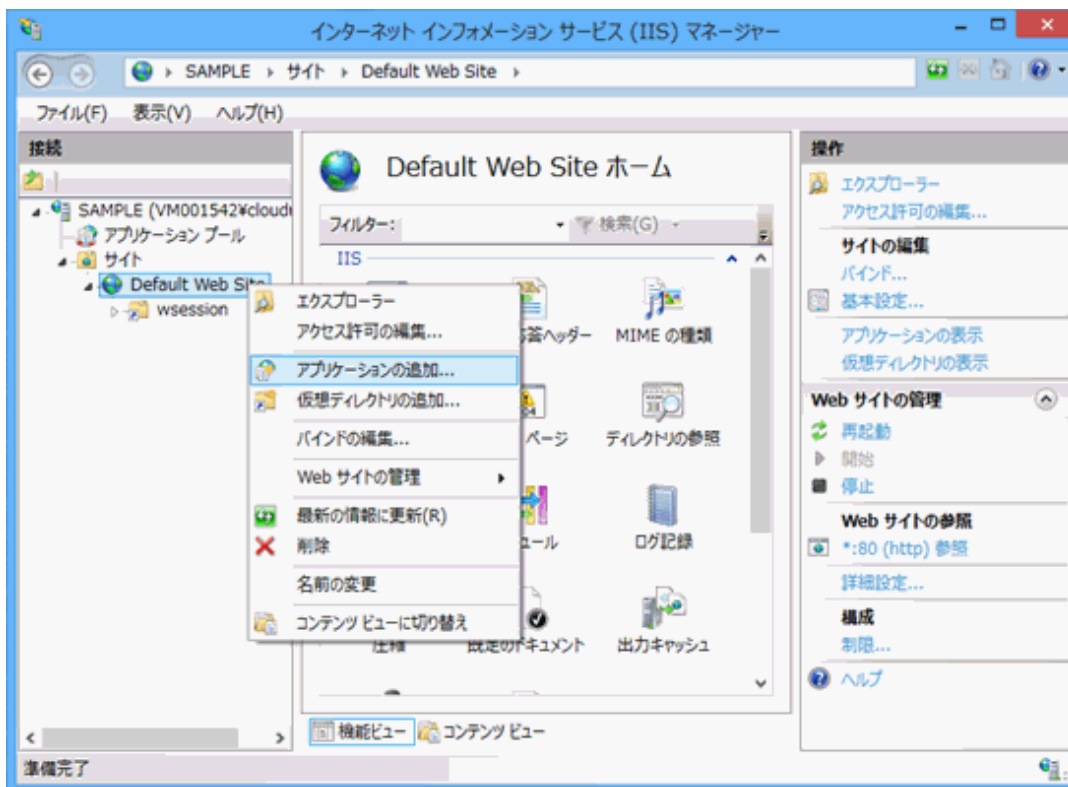 インターネット インフォメーション サービス (IIS) マネージャー
SAMPLE サイト Default Web Site
ファイル(F) 表示(V) ヘルプ(H)
接続
SAMPLE (VM001542¥cloud
アプリケーション プール
サイト
Default Web Site
wsession
エクスプローラー
アクセス許可の編集...
アプリケーションの追加...
仮想ディレクトリの追加...
バインドの編集...
Web サイトの管理
最新の情報に更新(R)
削除
名前の変更
コンテンツ ビューに切り替え
Default Web Site ホーム
フィルター: 検索(G)
IIS
答ヘッダー
MIME の種類
ページ
ディレクトリの参照
ュール
ログ記録
圧縮
既定のドキュメント
出力キャッシュ
機能ビュー
コンテンツ ビュー
操作
エクスプローラー
アクセス許可の編集...
サイトの編集
バインド...
基本設定...
アプリケーションの表示
仮想ディレクトリの表示
Web サイトの管理
再起動
開始
停止
Web サイトの参照
*:80 (http) 参照
詳細設定...
構成
制限...
ヘルプ
準備完了